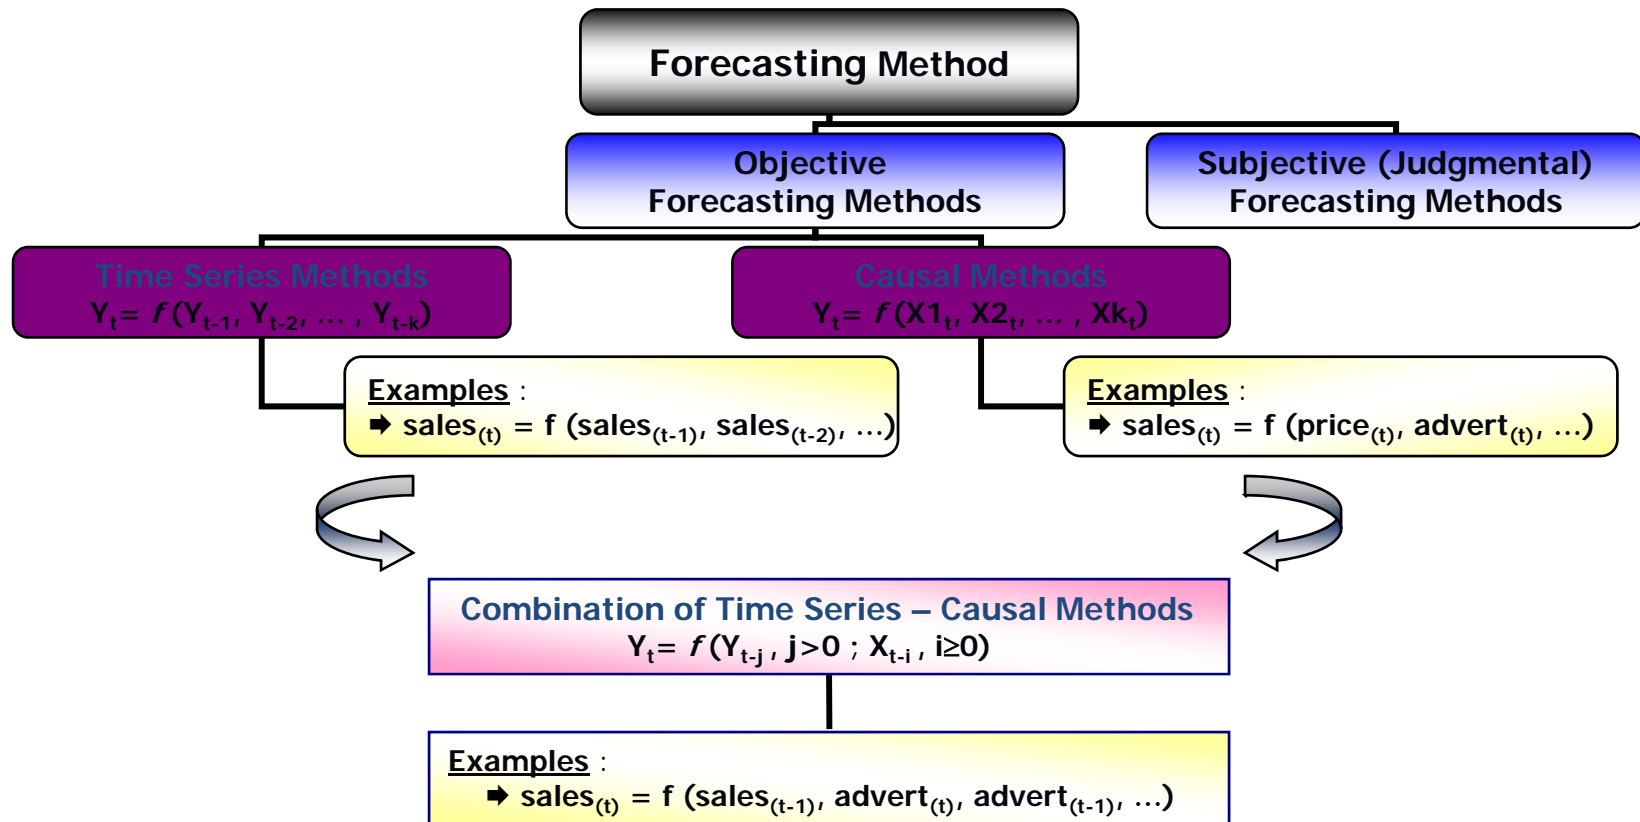 Forecasting Method
Objective
Forecasting Methods
Subjective (Judgmental)
Forecasting Methods
Time Series Methods
Yₜ= f (Yₜ₋₁, Yₜ₋₂, … , Yₜ₋ₖ)
Causal Methods
Yₜ= f (X1ₜ, X2ₜ, … , Xkₜ)
Examples :
➡ sales₍ₜ₎ = f (sales₍ₜ₋₁₎, sales₍ₜ₋₂₎, …)
Examples :
➡ sales₍ₜ₎ = f (price₍ₜ₎, advert₍ₜ₎, …)
Combination of Time Series – Causal Methods
Yₜ= f (Yₜ₋ⱼ , j>0 ; Xₜ₋ᵢ , i≥0)
Examples :
➡ sales₍ₜ₎ = f (sales₍ₜ₋₁₎, advert₍ₜ₎, advert₍ₜ₋₁₎, …)